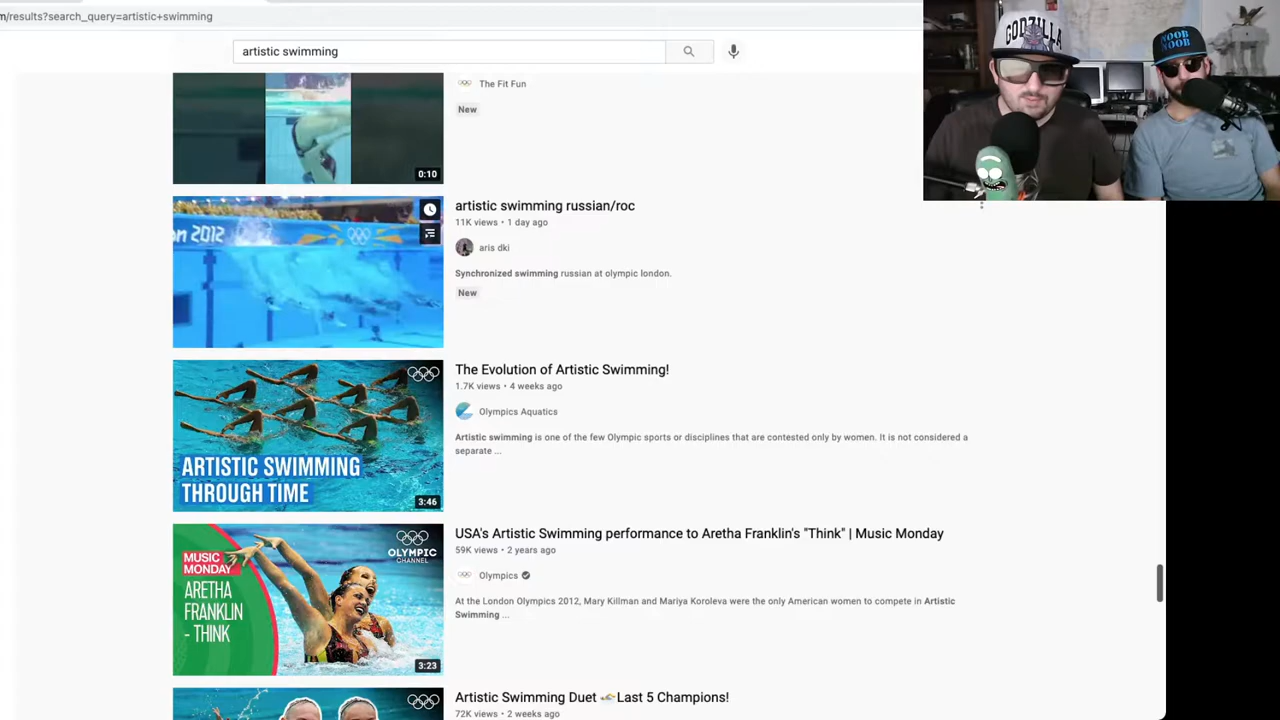 m/results?search_query=artistic+swimming
artistic swimming
The Fit Fun
New
0:10
on 2012
artistic swimming russian/roc
11K views • 1 day ago
aris dki
Synchronized swimming russian at olympic london.
New
ARTISTIC SWIMMING
THROUGH TIME
3:46
The Evolution of Artistic Swimming!
1.7K views • 4 weeks ago
Olympics Aquatics
Artistic swimming is one of the few Olympic sports or disciplines that are contested only by women. It is not considered a
separate ...
MUSIC
MONDAY
ARETHA
FRANKLIN
- THINK
OLYMPIC
CHANNEL
3:23
USA's Artistic Swimming performance to Aretha Franklin's "Think" | Music Monday
59K views • 2 years ago
Olympics
At the London Olympics 2012, Mary Killman and Mariya Koroleva were the only American women to compete in Artistic
Swimming ...
Artistic Swimming Duet Last 5 Champions!
72K views • 2 weeks ago
GODZILLA
NOOB
NOOB